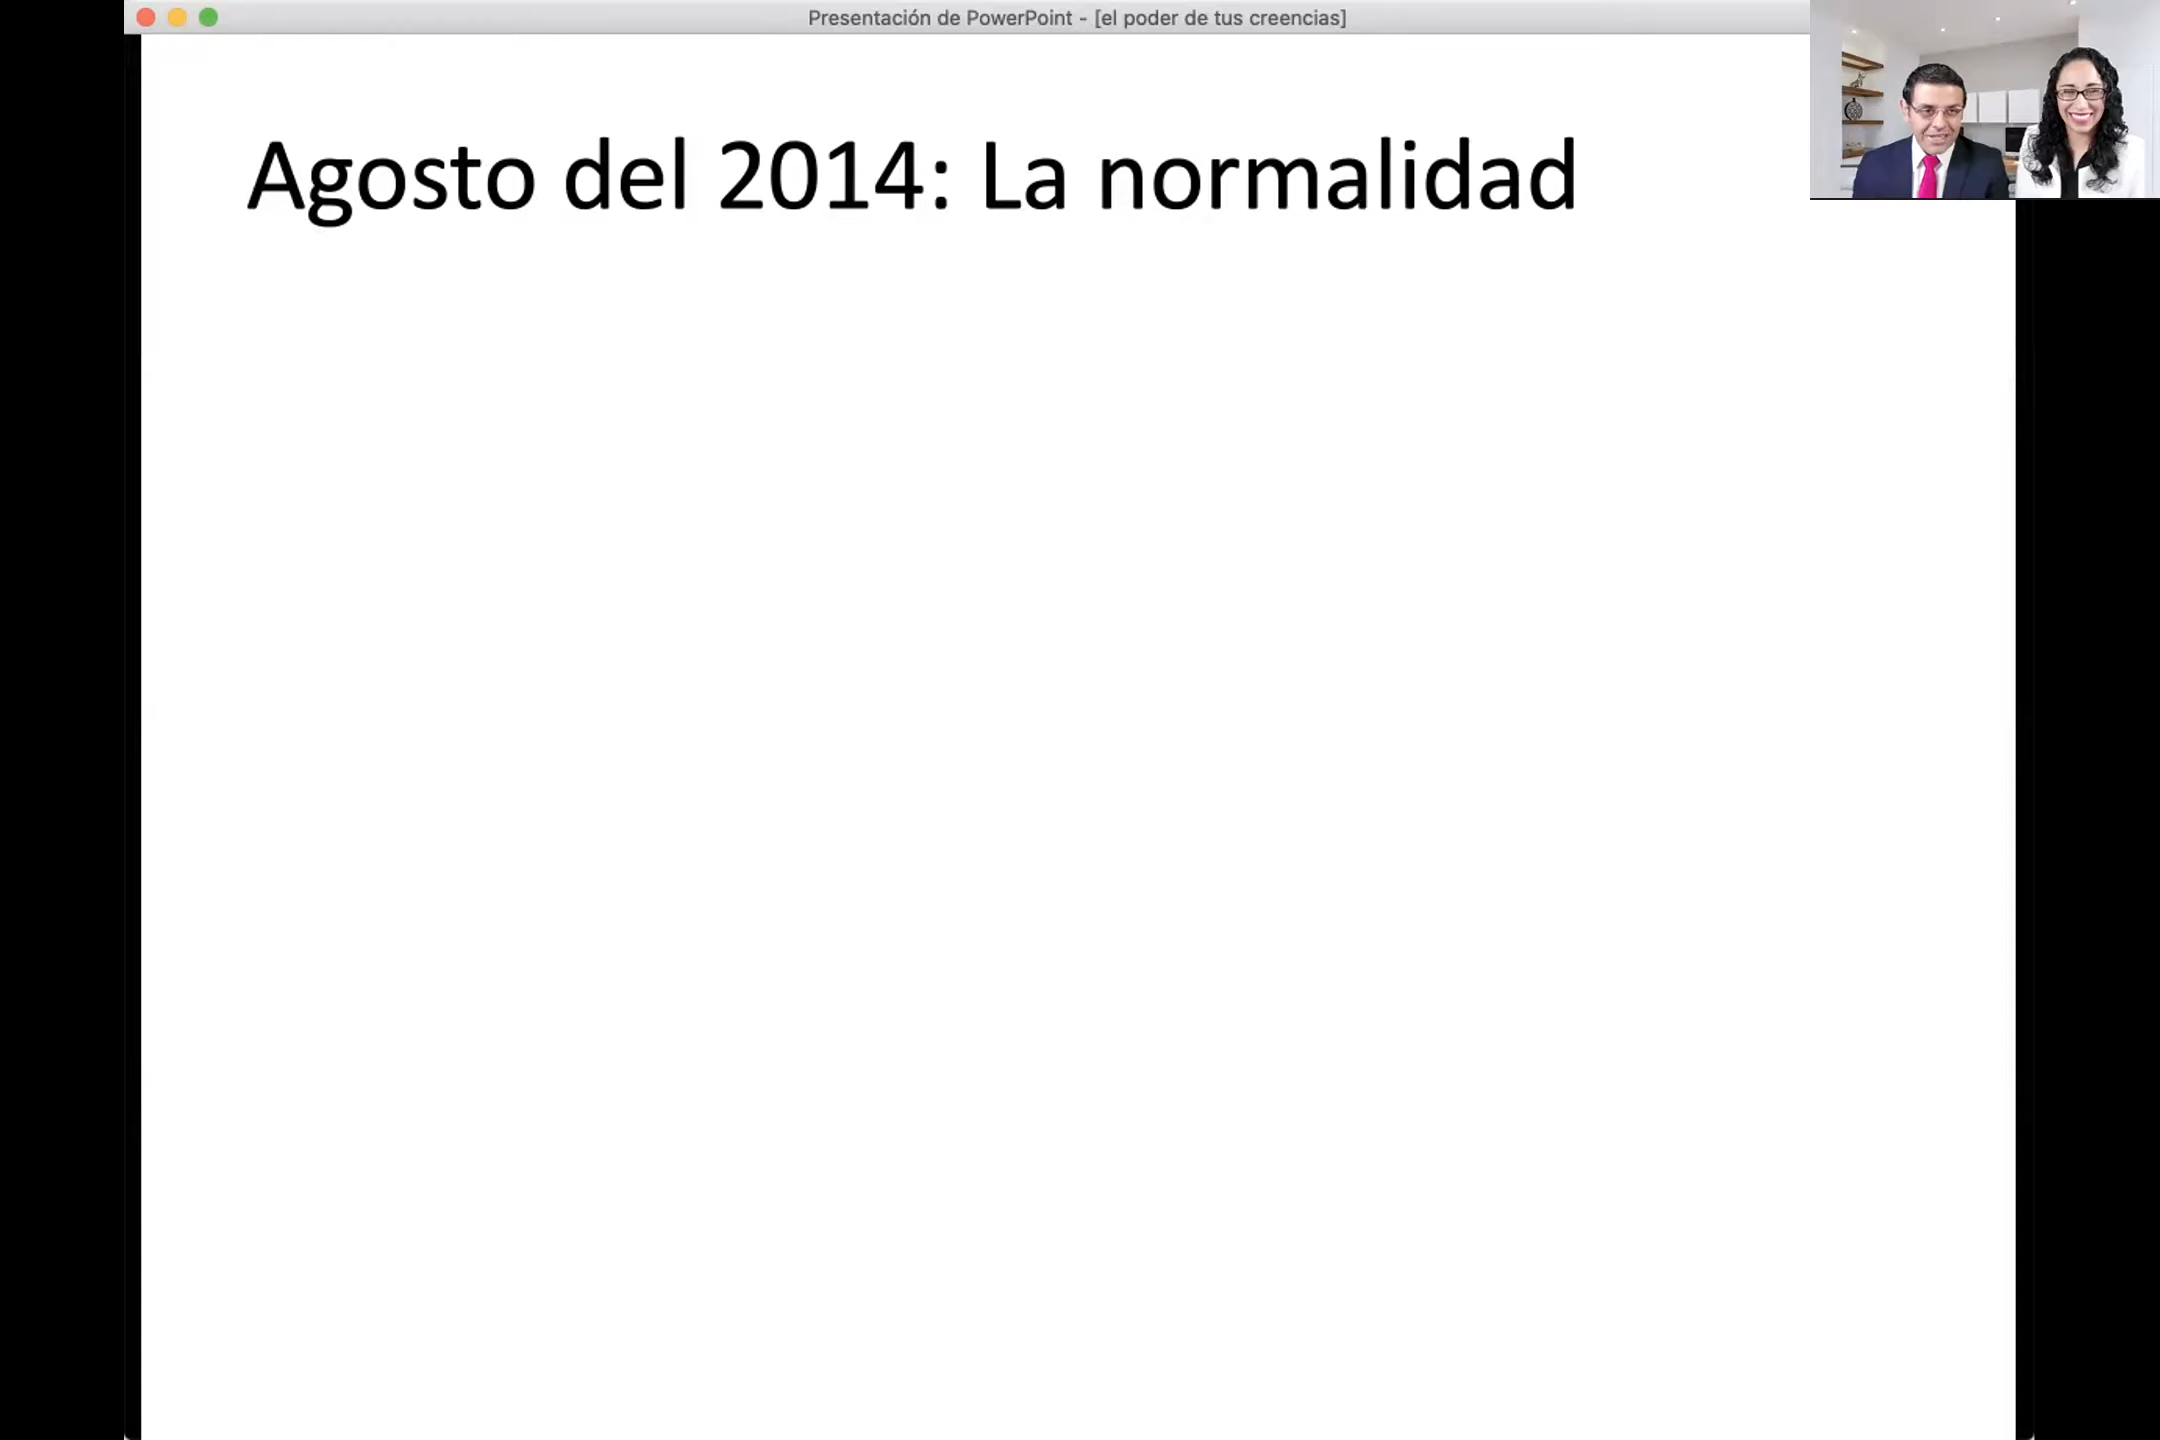 Presentación de PowerPoint - [el poder de tus creencias]
Agosto del 2014: La normalidad